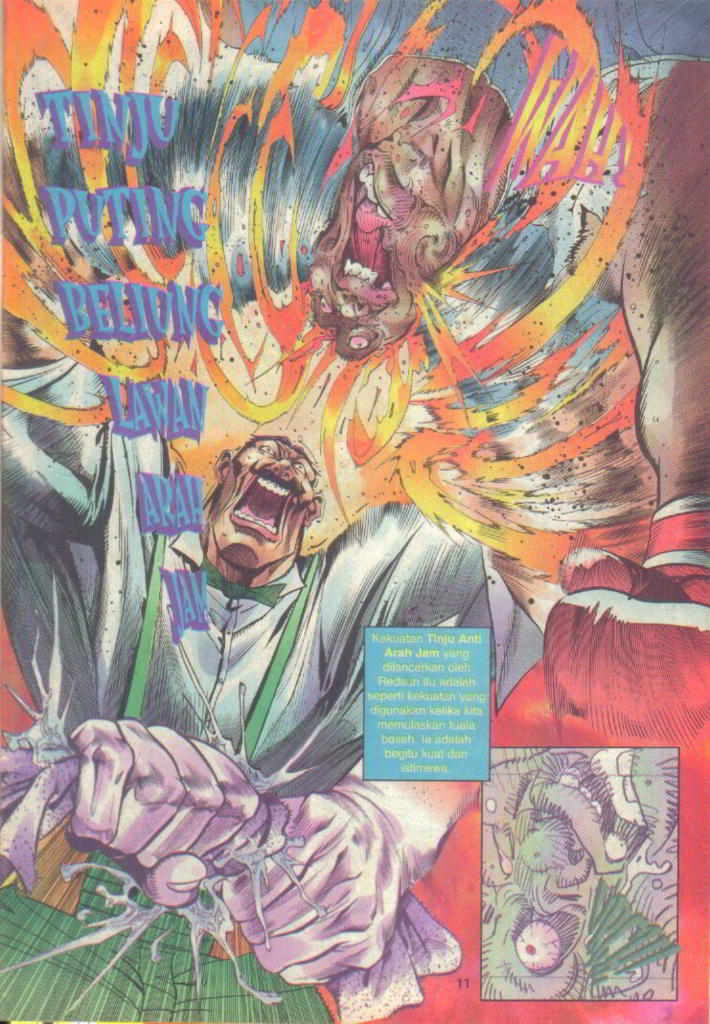 TINJU
PUTING
BELIUNG
LAWAN
ARAH
JAM
WAH!
Kekuatan Tinju Anti
Arah Jam yang
dilancarkan oleh
Redsun itu adalah
seperti kekuatan yang
digunakan ketika kita
memulaskan tuala
basah. Ia adalah
begitu kuat dan
istimewa.
11